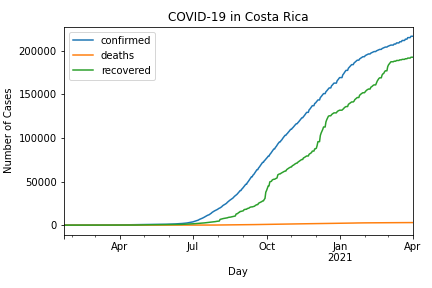 COVID-19 in Costa Rica
confirmed
deaths
recovered
Number of Cases
200000
150000
100000
50000
0
Apr
Jul
Oct
Jan
2021
Apr
Day